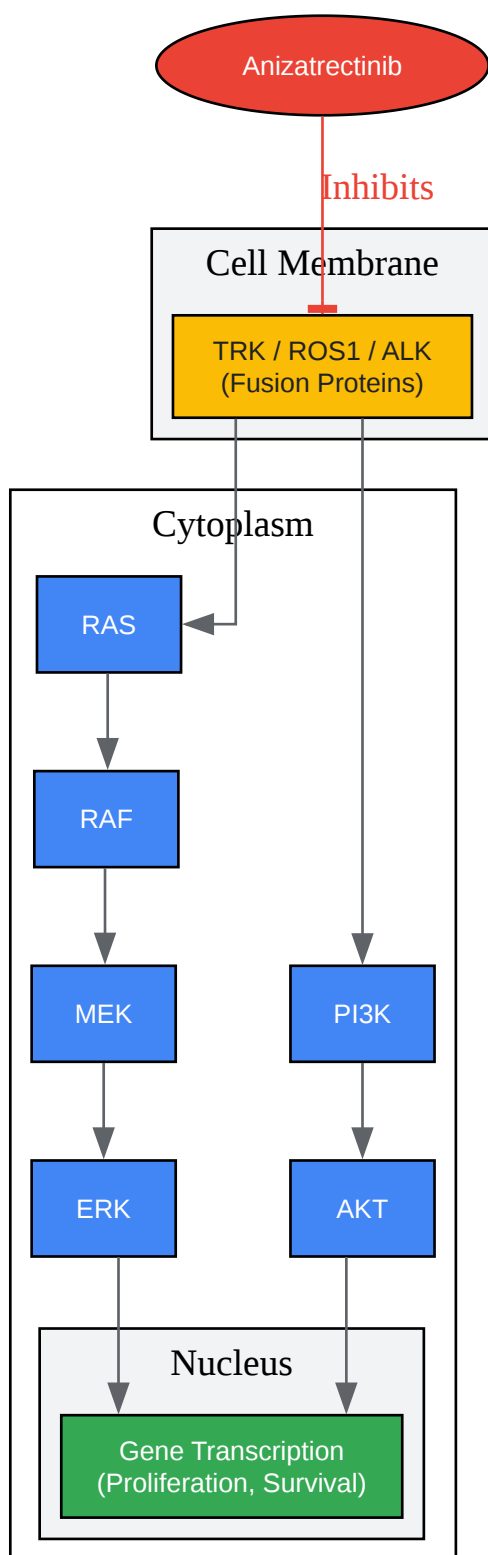 Anizatrectinib
Inhibits
Cell Membrane
TRK / ROS1 / ALK
(Fusion Proteins)
Cytoplasm
RAS
RAF
MEK
PI3K
ERK
AKT
Nucleus
Gene Transcription
(Proliferation, Survival)